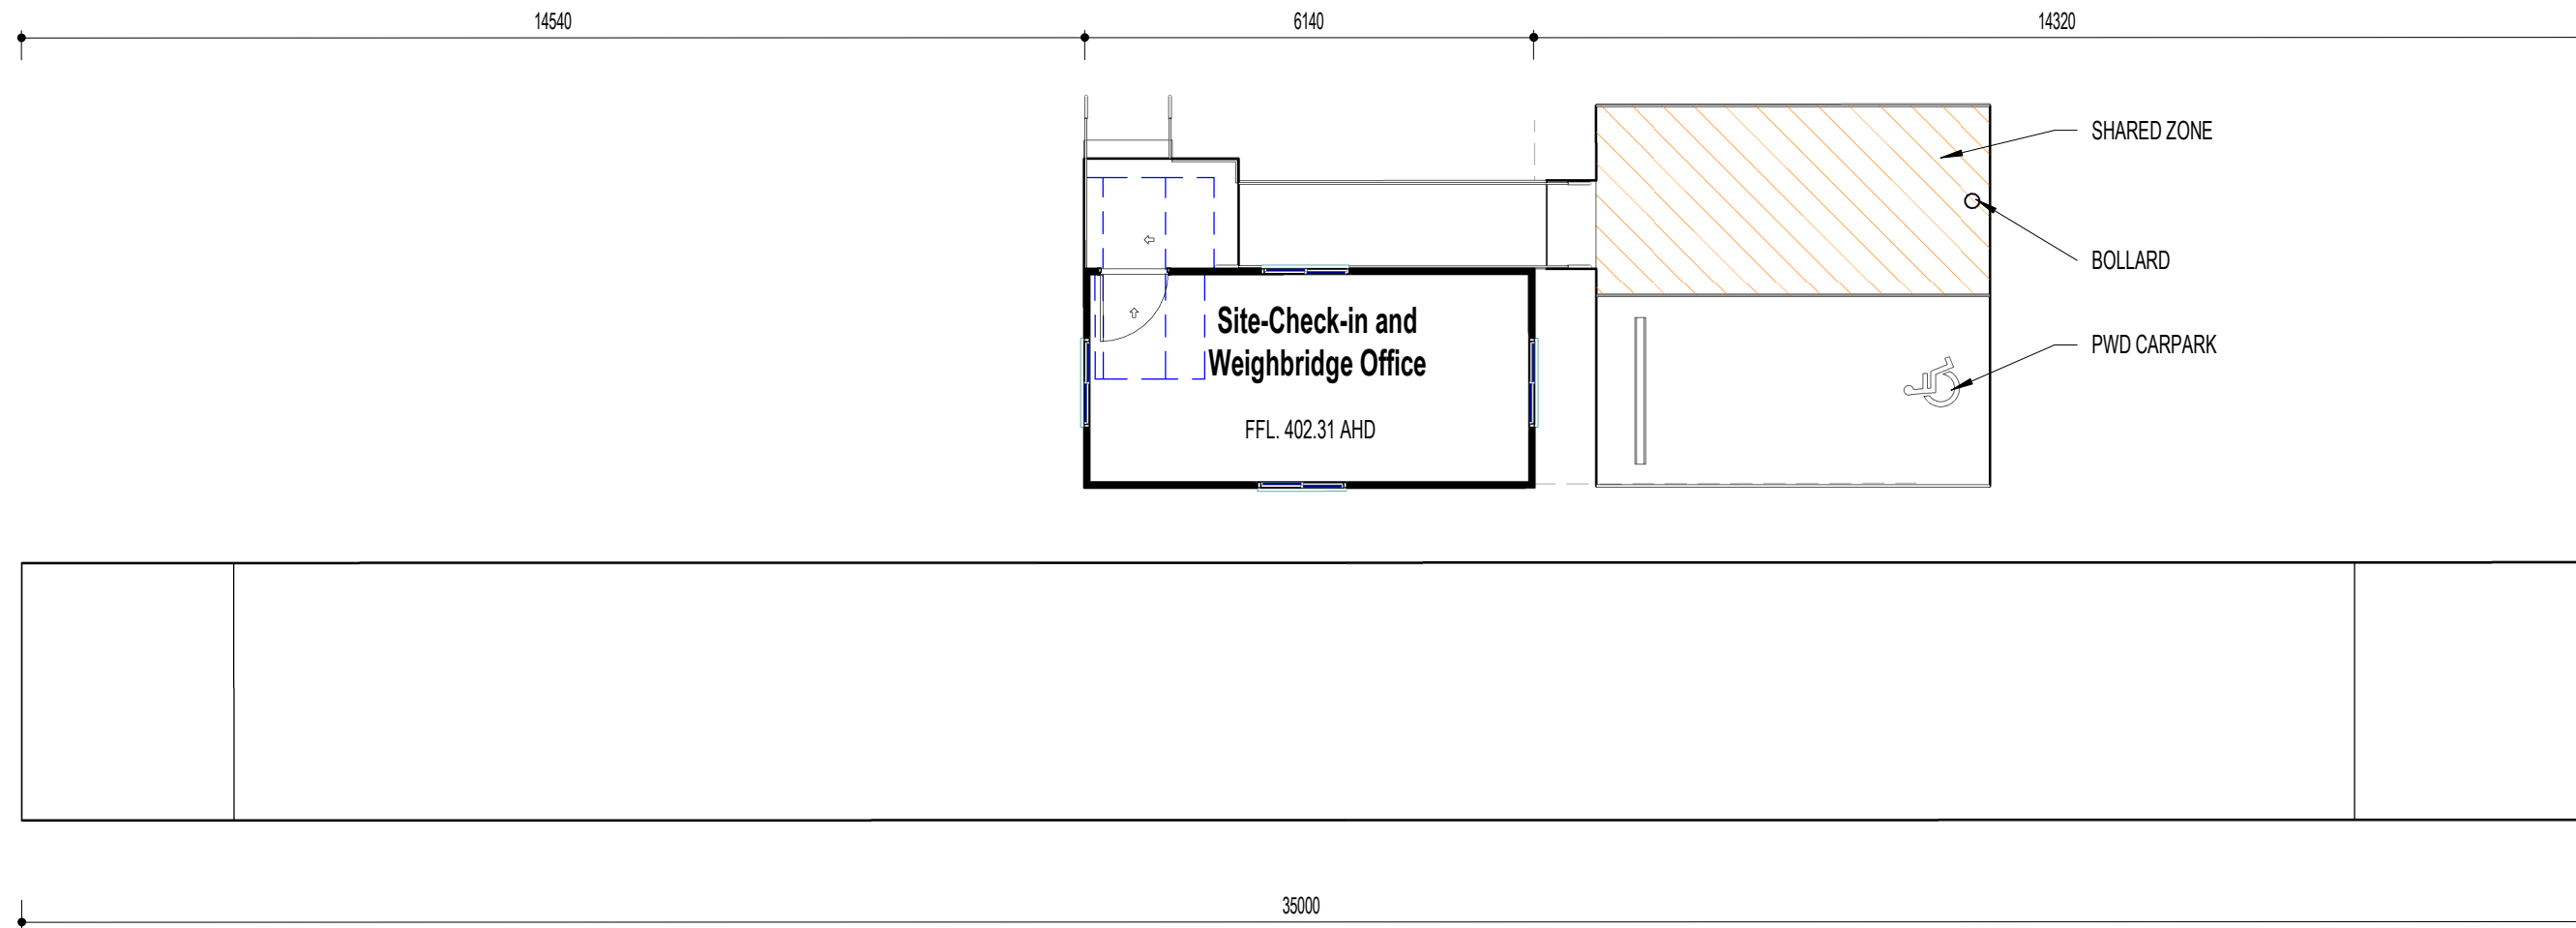 14540
6140
14320
SHARED ZONE
BOLLARD
PWD CARPARK
Site-Check-in and
Weighbridge Office
FFL. 402.31 AHD
35000